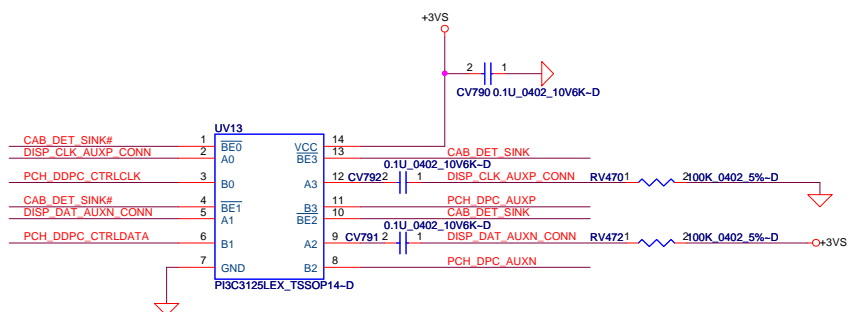 +3VS
2 1
CV790 0.1U_0402_10V6K~D
UV13
CAB_DET_SINK# 1 BE0 VCC 14
DISP_CLK_AUXP_CONN 2 A0 BE3 13 CAB_DET_SINK
0.1U_0402_10V6K~D
PCH_DDPC_CTRLCLK 3 B0 A3 12 CV792 2 1 DISP_CLK_AUXP_CONN RV470 1 2 100K_0402_5%~D
CAB_DET_SINK# 4 BE1 B3 11 PCH_DPC_AUXP
DISP_DAT_AUXN_CONN 5 A1 BE2 10 CAB_DET_SINK
0.1U_0402_10V6K~D
PCH_DDPC_CTRLDATA 6 B1 A2 9 CV791 2 1 DISP_DAT_AUXN_CONN RV472 1 2 100K_0402_5%~D +3VS
7 GND B2 8 PCH_DPC_AUXN
PI3C3125LEX_TSSOP14~D